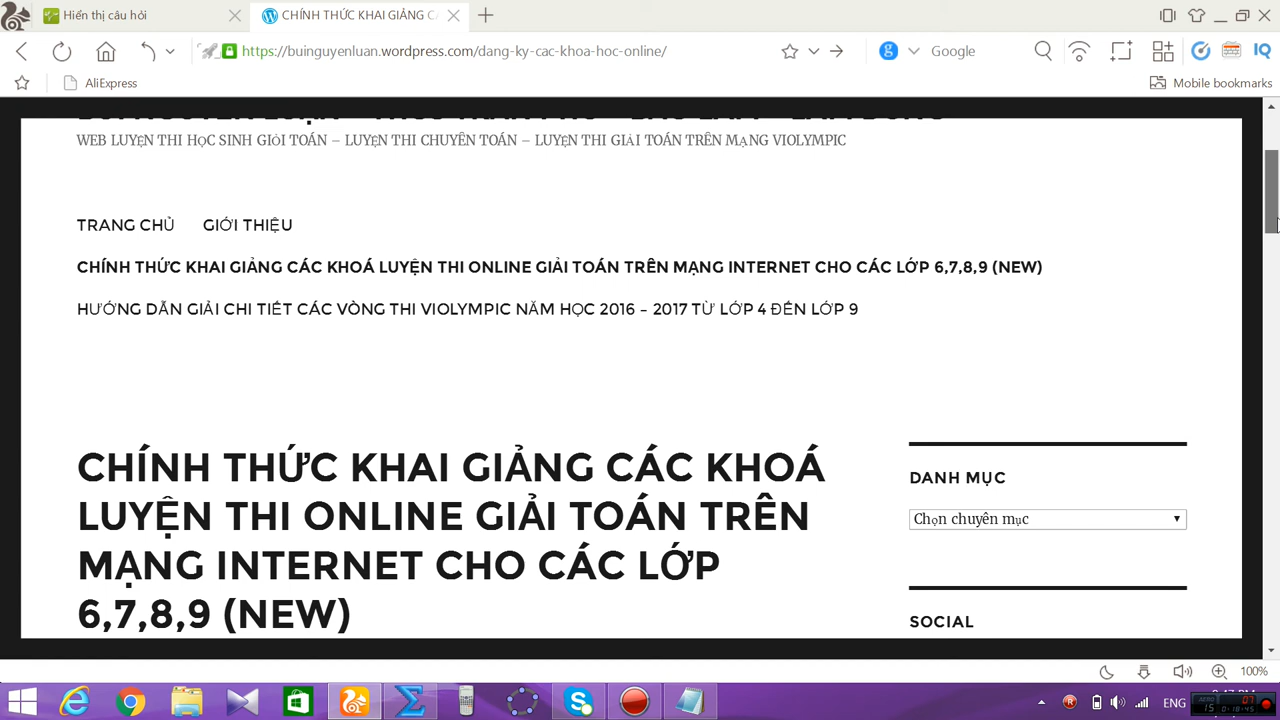 Hiển thị câu hỏi
CHÍNH THỨC KHAI GIẢNG CÁ
https://buinguyenluan.wordpress.com/dang-ky-cac-khoa-hoc-online/
Google
AliExpress
Mobile bookmarks
WEB LUYỆN THI HỌC SINH GIỎI TOÁN – LUYỆN THI CHUYÊN TOÁN – LUYỆN THI GIẢI TOÁN TRÊN MẠNG VIOLYMPIC
TRANG CHỦ GIỚI THIỆU
CHÍNH THỨC KHAI GIẢNG CÁC KHOÁ LUYỆN THI ONLINE GIẢI TOÁN TRÊN MẠNG INTERNET CHO CÁC LỚP 6,7,8,9 (NEW)
HƯỚNG DẪN GIẢI CHI TIẾT CÁC VÒNG THI VIOLYMPIC NĂM HỌC 2016 – 2017 TỪ LỚP 4 ĐẾN LỚP 9
CHÍNH THỨC KHAI GIẢNG CÁC KHOÁ
LUYỆN THI ONLINE GIẢI TOÁN TRÊN
MẠNG INTERNET CHO CÁC LỚP
6,7,8,9 (NEW)
DANH MỤC
Chọn chuyên mục
SOCIAL
100%
ENG